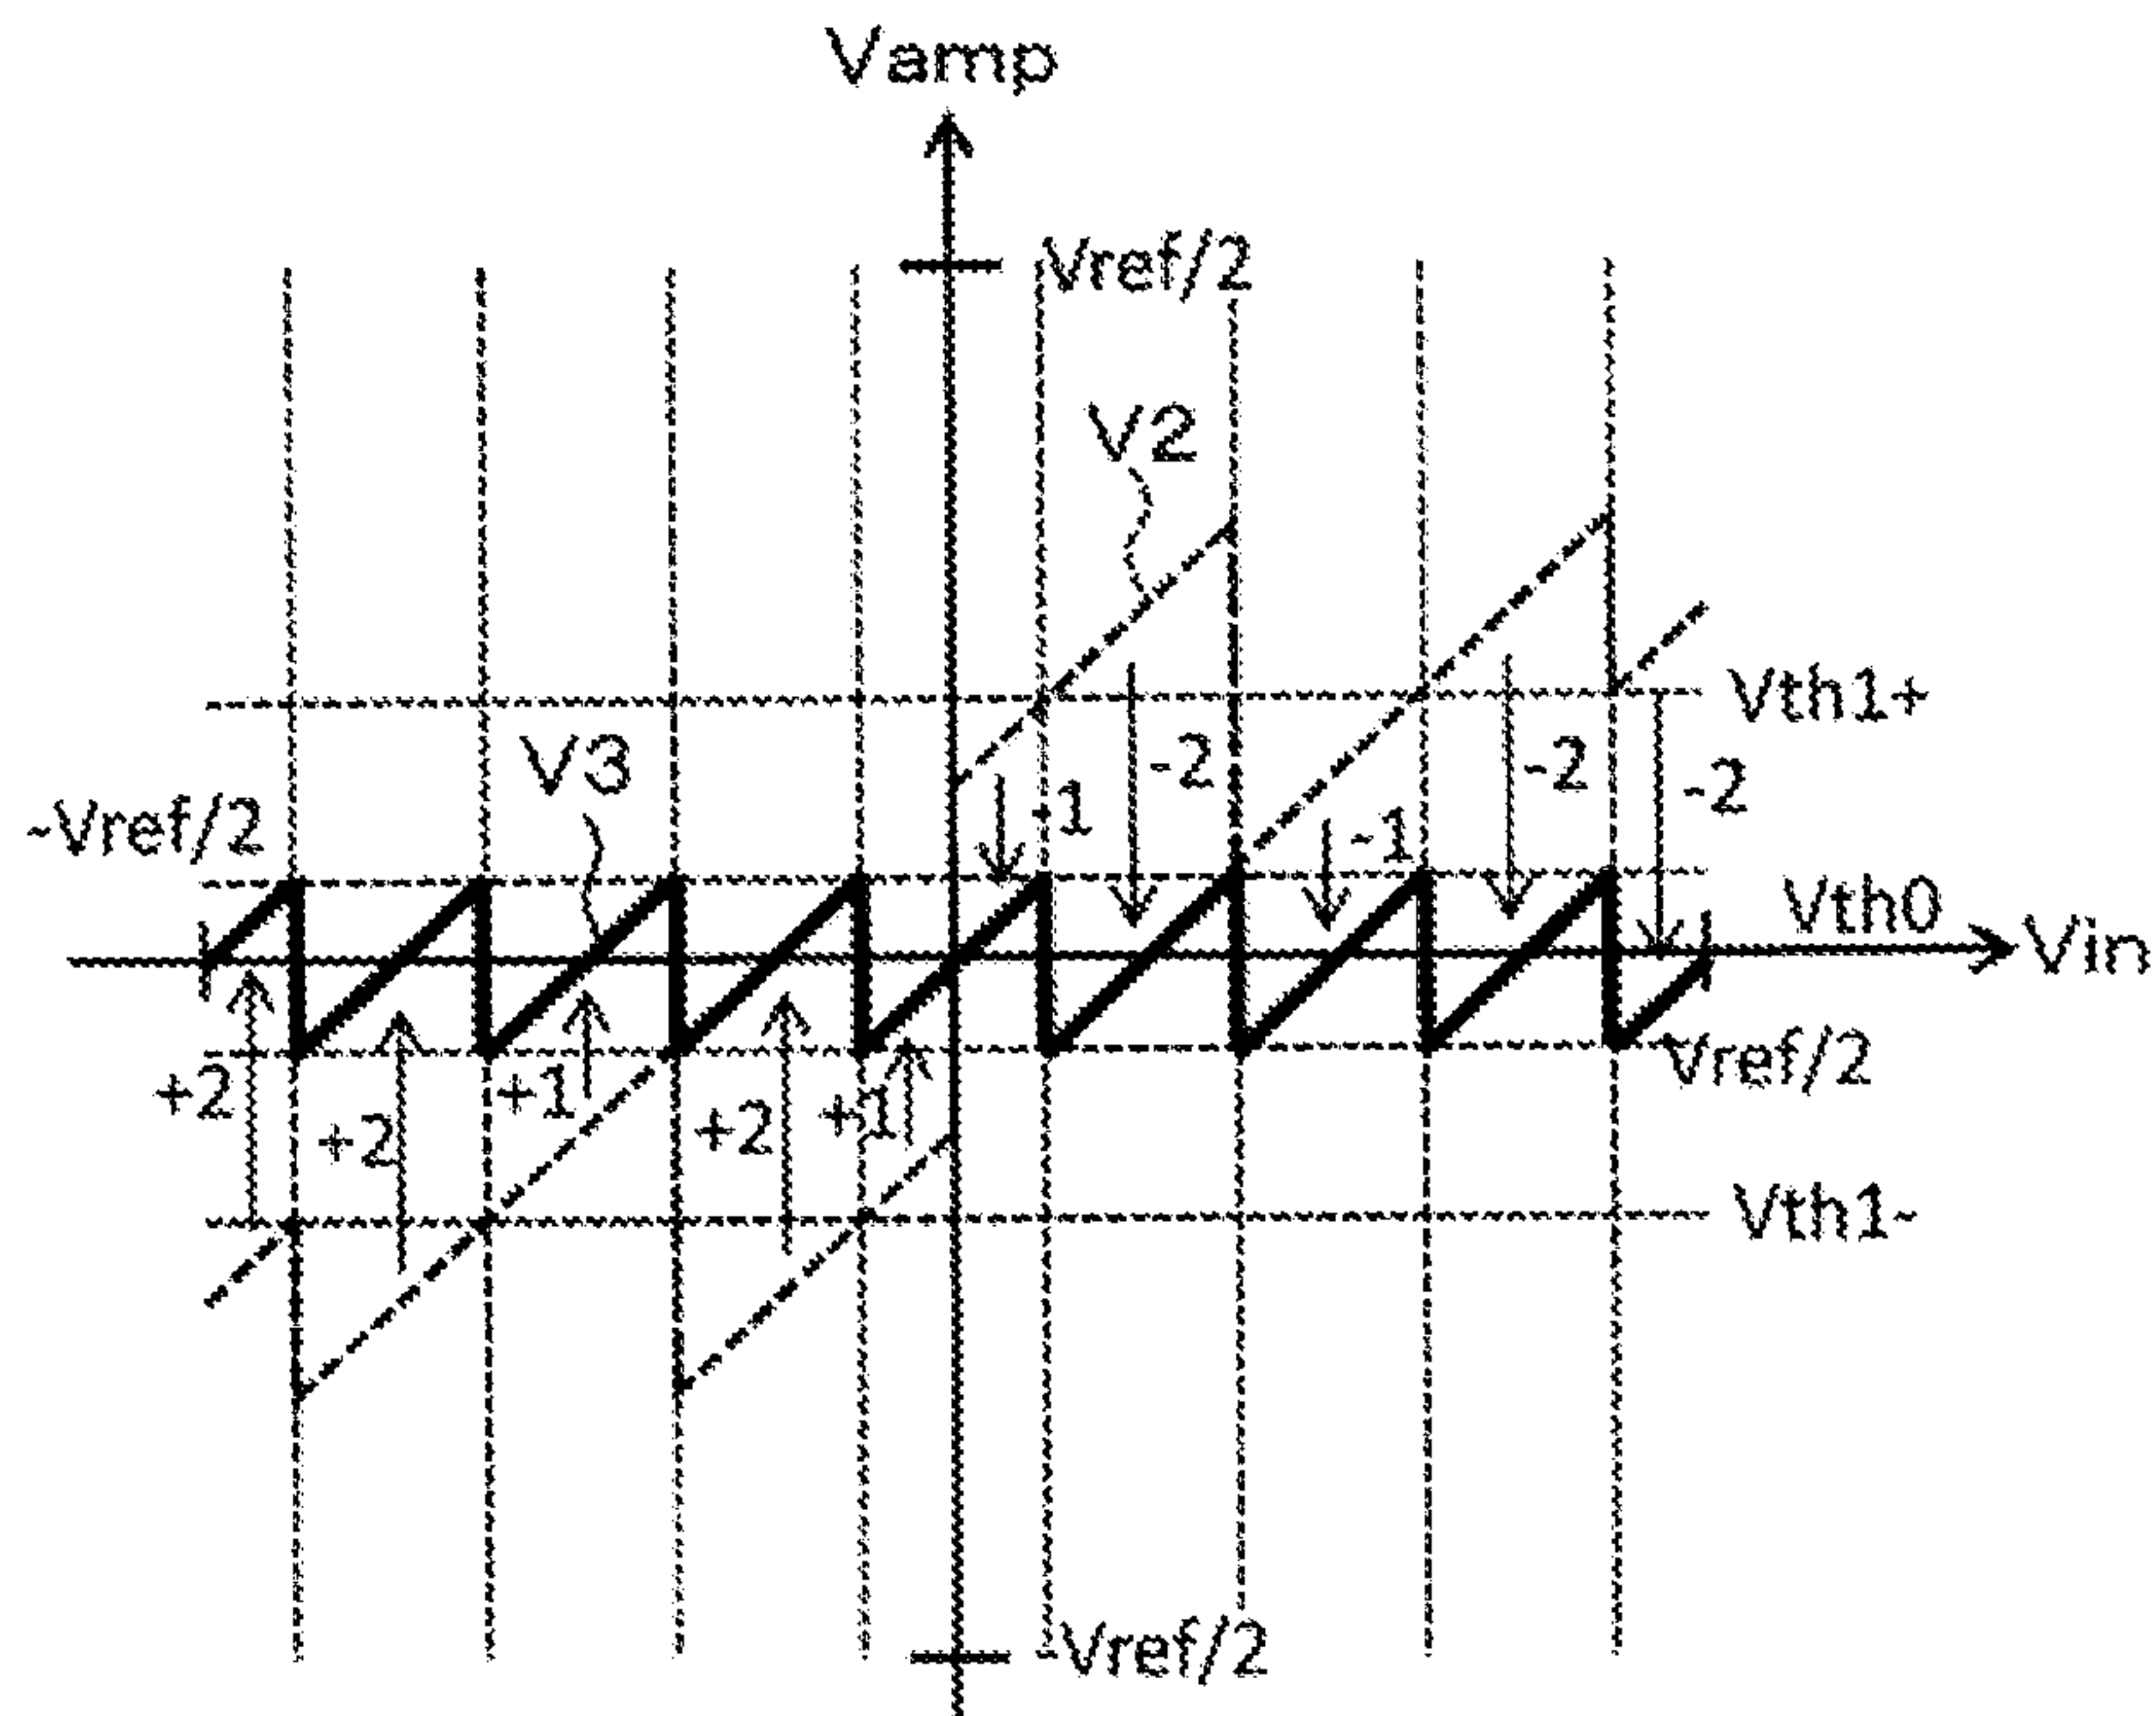 Vamp
Vref/2
V2
Vth1+
V3
-2
-2
-2
-Vref/2
-1
-1
Vth0
Vin
+2
+1
+2
+1
+2
Vref/2
Vth1-
-Vref/2